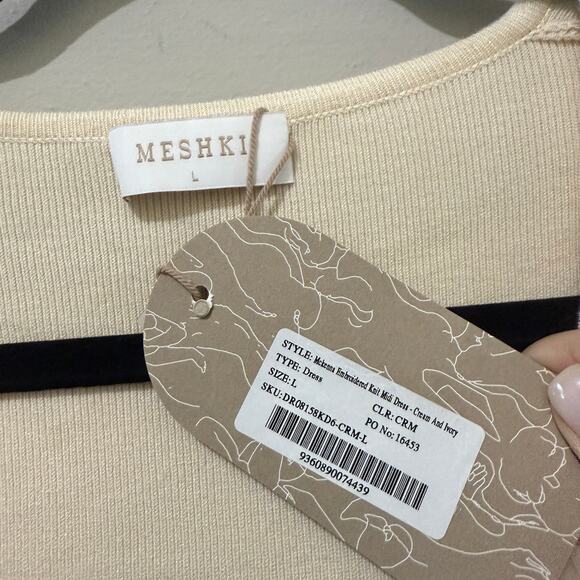 MESHKI
L
STYLE: Mckenna Embroidered Knit Midi Dress - Cream And Ivory
TYPE: Dress
CLR: CRM
SIZE: L
PO No: 16453
SKU: DR08158KD6-CRM-L
9360890074439